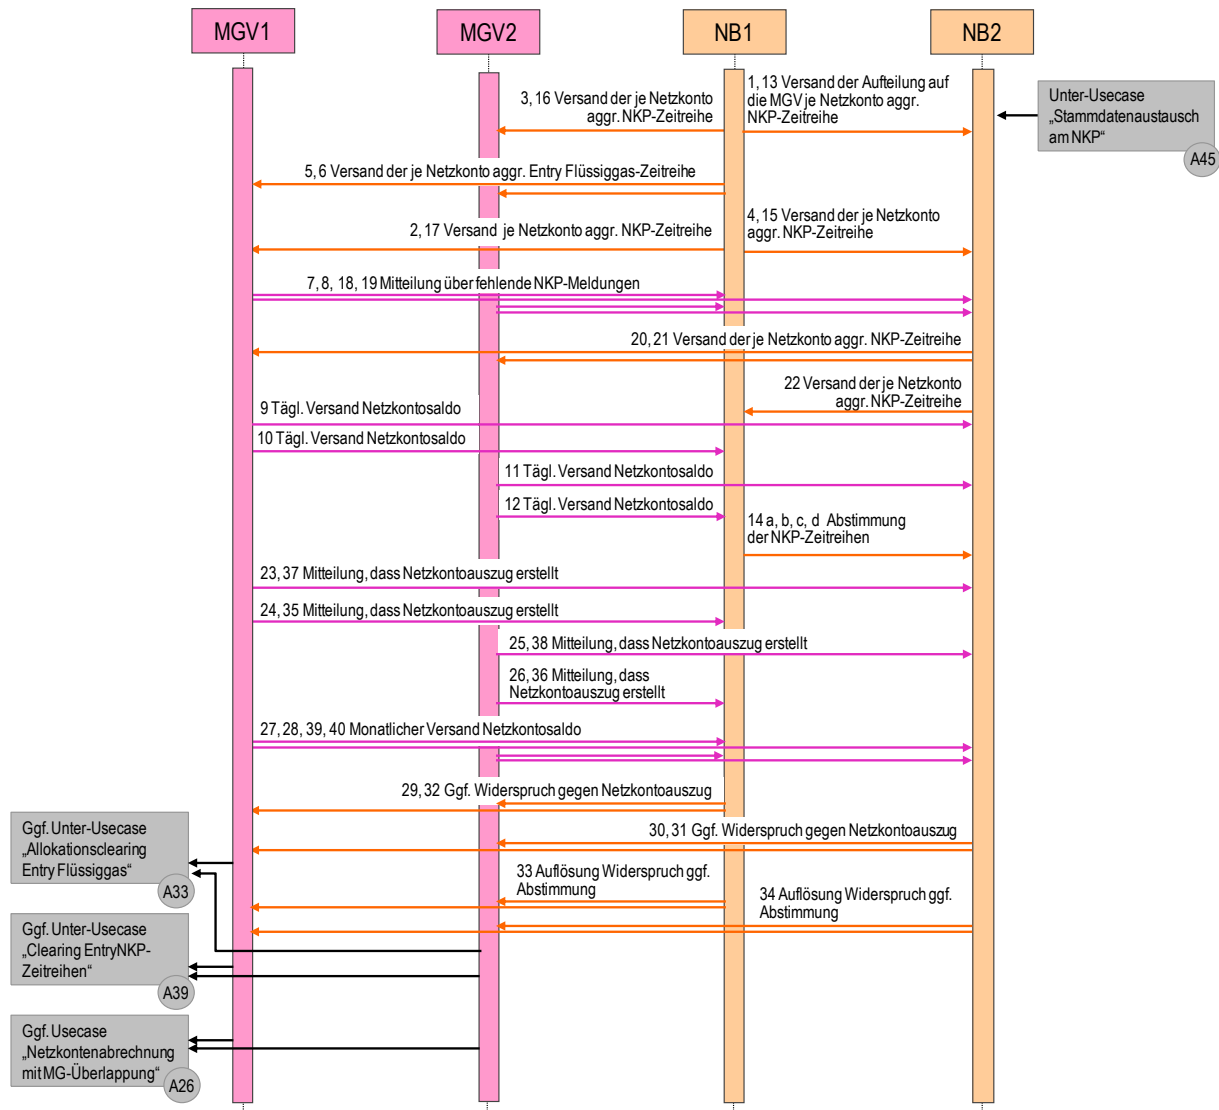 MGV1
MGV2
NB1
NB2
3, 16 Versand der je Netzkonto
aggr. NKP-Zeitreihe
1, 13 Versand der Aufteilung auf
die MGV je Netzkonto aggr.
NKP-Zeitreihe
Unter-Usecase
„Stammdatenaustausch
am NKP“
A45
5, 6 Versand der je Netzkonto aggr. Entry Flüssiggas-Zeitreihe
2, 17 Versand je Netzkonto aggr. NKP-Zeitreihe
4, 15 Versand der je Netzkonto
aggr. NKP-Zeitreihe
7, 8, 18, 19 Mitteilung über fehlende NKP-Meldungen
20, 21 Versand der je Netzkonto aggr. NKP-Zeitreihe
22 Versand der je Netzkonto
aggr. NKP-Zeitreihe
9 Tägl. Versand Netzkontosaldo
10 Tägl. Versand Netzkontosaldo
11 Tägl. Versand Netzkontosaldo
12 Tägl. Versand Netzkontosaldo
14 a, b, c, d Abstimmung
der NKP-Zeitreihen
23, 37 Mitteilung, dass Netzkontoauszug erstellt
24, 35 Mitteilung, dass Netzkontoauszug erstellt
25, 38 Mitteilung, dass Netzkontoauszug erstellt
26, 36 Mitteilung, dass
Netzkontoauszug erstellt
27, 28, 39, 40 Monatlicher Versand Netzkontosaldo
29, 32 Ggf. Widerspruch gegen Netzkontoauszug
30, 31 Ggf. Widerspruch gegen Netzkontoauszug
Ggf. Unter-Usecase
„Allokationsclearing
Entry Flüssiggas“
A33
33 Auflösung Widerspruch ggf.
Abstimmung
34 Auflösung Widerspruch ggf.
Abstimmung
Ggf. Unter-Usecase
„Clearing EntryNKP-
Zeitreihen“
A39
Ggf. Usecase
„Netzkontenabrechnung
mit MG-Überlappung“
A26